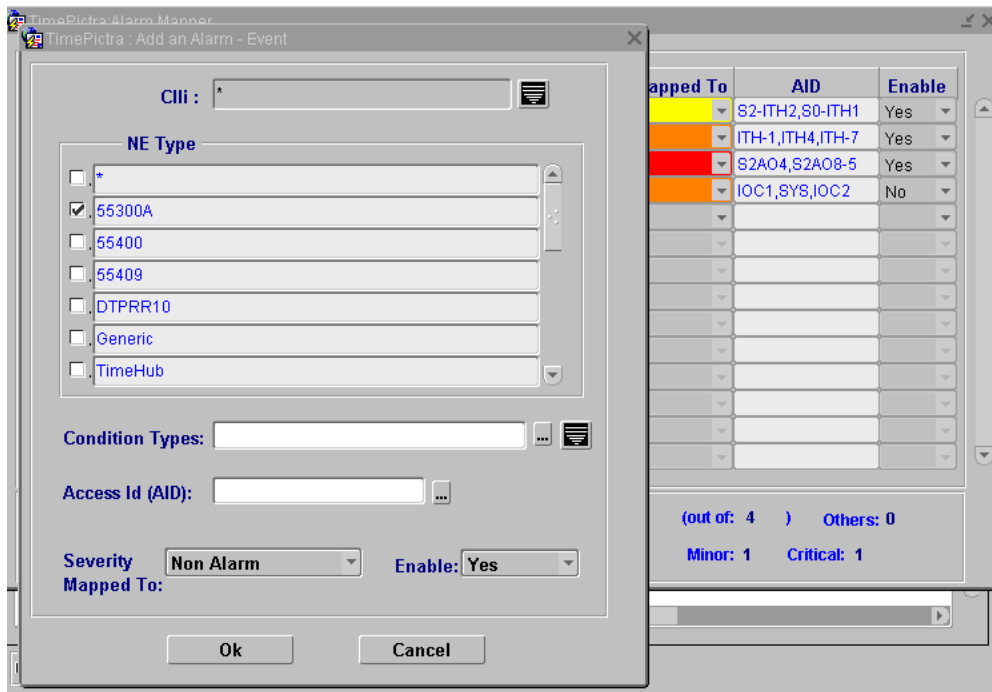 TimePictra:Alarm Mapper
TimePictra : Add an Alarm - Event
Clli : *
NE Type
*
55300A
55400
55409
DTPRR10
Generic
TimeHub
Condition Types: ...
Access Id (AID): ...
Severity Mapped To: Non Alarm Enable: Yes
Ok Cancel
apped To AID Enable
S2-ITH2,S0-ITH1 Yes
ITH-1,ITH4,ITH-7 Yes
S2AO4,S2AO8-5 Yes
IOC1,SYS,IOC2 No
(out of: 4 ) Others: 0
Minor: 1 Critical: 1